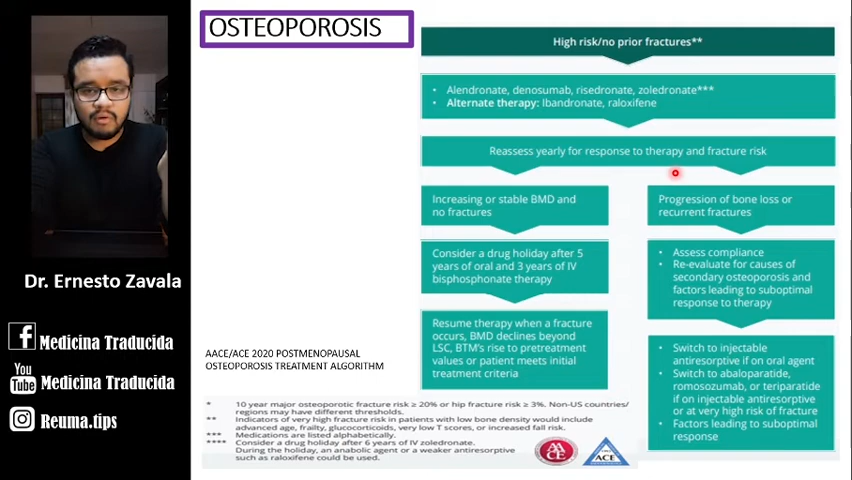 OSTEOPOROSIS
High risk/no prior fractures**
• Alendronate, denosumab, risedronate, zoledronate***
• Alternate therapy: Ibandronate, raloxifene
Reassess yearly for response to therapy and fracture risk
Increasing or stable BMD and
no fractures
Consider a drug holiday after 5
years of oral and 3 years of IV
bisphosphonate therapy
Resume therapy when a fracture
occurs, BMD declines beyond
LSC, BTM's rise to pretreatment
values or patient meets initial
treatment criteria
Progression of bone loss or
recurrent fractures
• Assess compliance
• Re-evaluate for causes of
secondary osteoporosis and
factors leading to suboptimal
response to therapy
• Switch to injectable
antiresorptive if on oral agent
• Switch to abaloparatide,
romosozumab, or teriparatide
if on injectable antiresorptive
or at very high risk of fracture
• Factors leading to suboptimal
response
Dr. Ernesto Zavala
Medicina Traducida
You
Tube
Medicina Traducida
Reuma.tips
AACE/ACE 2020 POSTMENOPAUSAL
OSTEOPOROSIS TREATMENT ALGORITHM
* 10 year major osteoporotic fracture risk ≥ 20% or hip fracture risk ≥ 3%. Non-US countries/
regions may have different thresholds.
** Indicators of very high fracture risk in patients with low bone density would include
advanced age, frailty, glucocorticoids, very low T scores, or increased fall risk.
*** Medications are listed alphabetically.
**** Consider a drug holiday after 6 years of IV zoledronate.
During the holiday, an anabolic agent or a weaker antiresorptive
such as raloxifene could be used.
AACE
ACE